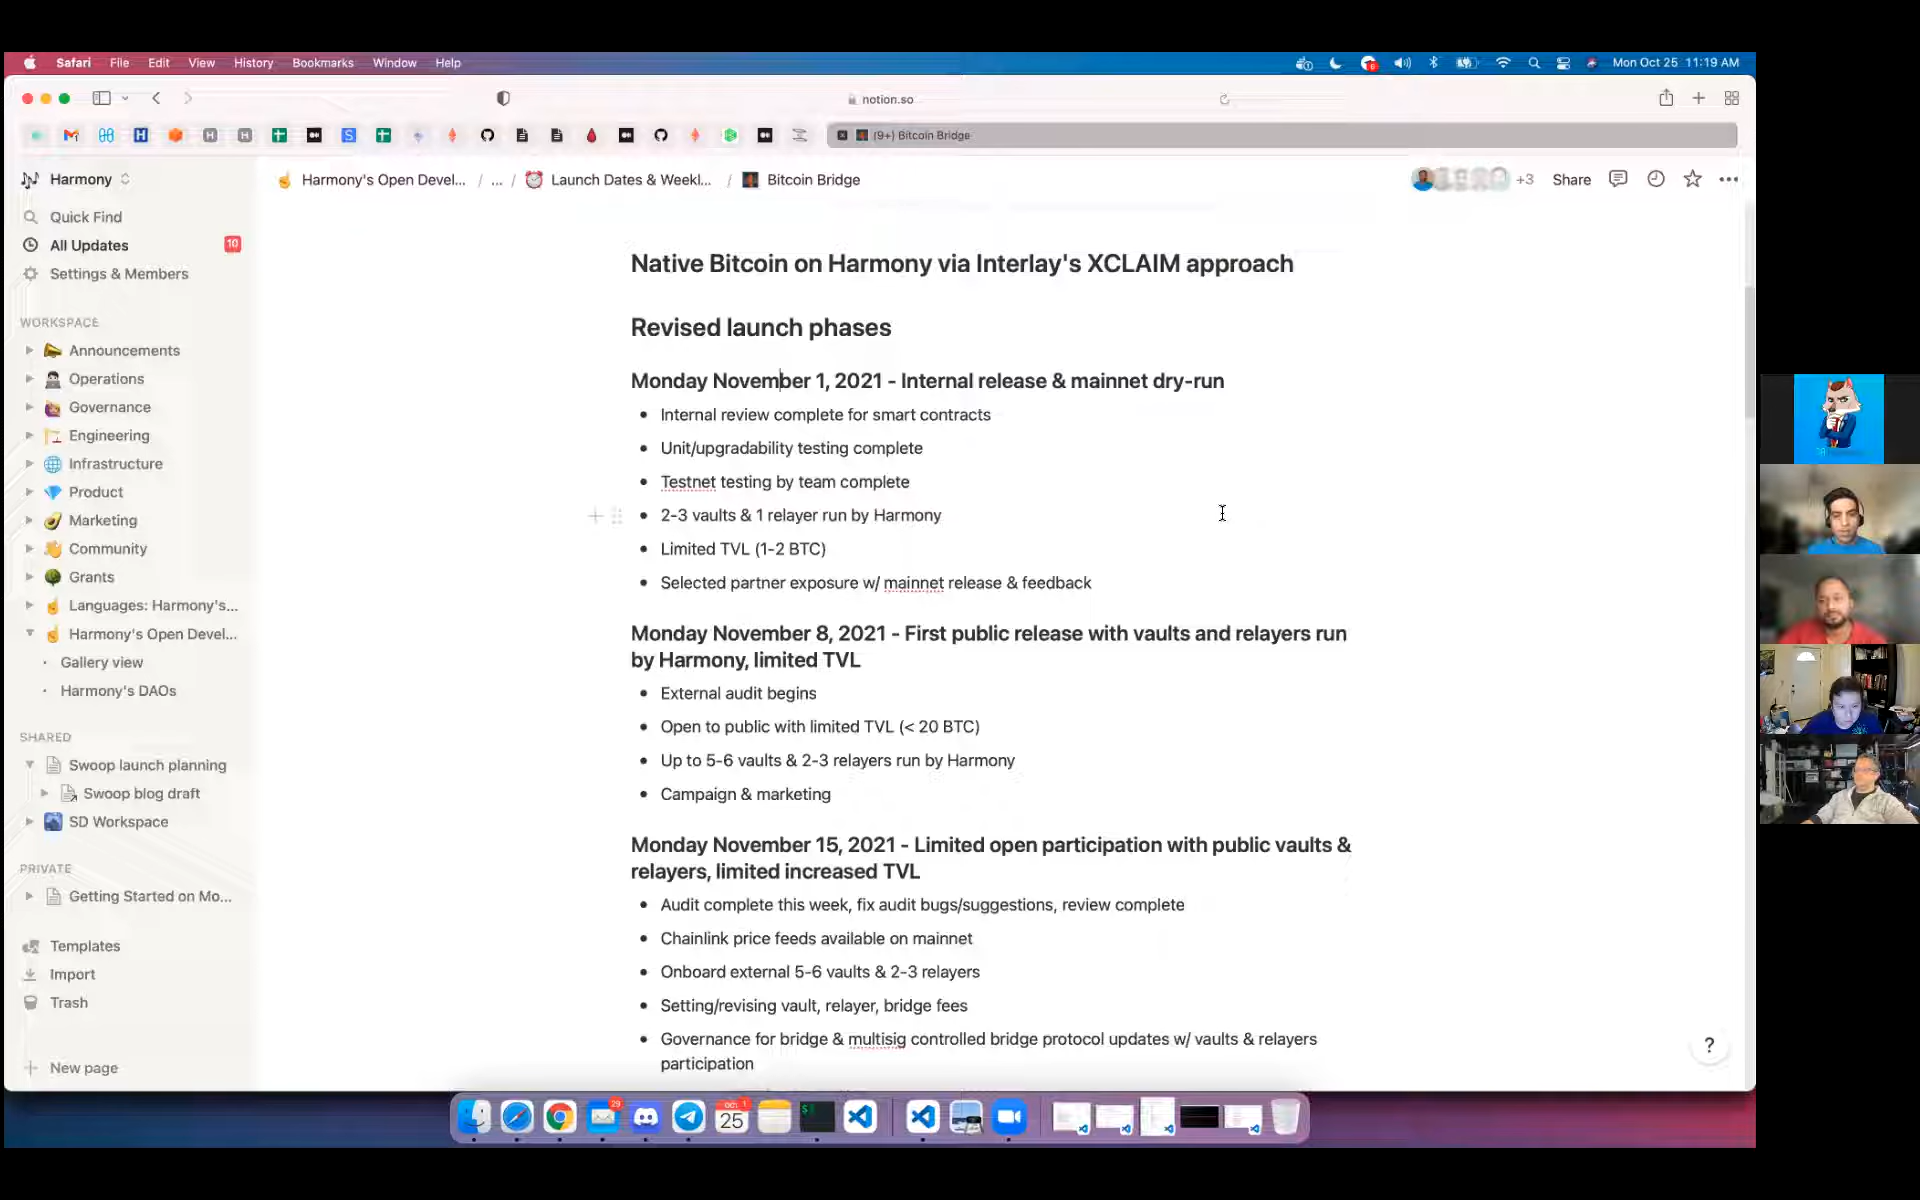 Safari File Edit View History Bookmarks Window Help Mon Oct 25 11:19 AM
notion.so
(9+) Bitcoin Bridge
Harmony
Harmony's Open Devel... / ... / Launch Dates & Weekl... / Bitcoin Bridge
+3 Share
Quick Find
All Updates 10
Settings & Members
WORKSPACE
Announcements
Operations
Governance
Engineering
Infrastructure
Product
Marketing
Community
Grants
Languages: Harmony's...
Harmony's Open Devel...
Gallery view
Harmony's DAOs
SHARED
Swoop launch planning
Swoop blog draft
SD Workspace
PRIVATE
Getting Started on Mo...
Templates
Import
Trash
New page
Native Bitcoin on Harmony via Interlay's XCLAIM approach
Revised launch phases
Monday November 1, 2021 - Internal release & mainnet dry-run
Internal review complete for smart contracts
Unit/upgradability testing complete
Testnet testing by team complete
2-3 vaults & 1 relayer run by Harmony
Limited TVL (1-2 BTC)
Selected partner exposure w/ mainnet release & feedback
Monday November 8, 2021 - First public release with vaults and relayers run
by Harmony, limited TVL
External audit begins
Open to public with limited TVL (< 20 BTC)
Up to 5-6 vaults & 2-3 relayers run by Harmony
Campaign & marketing
Monday November 15, 2021 - Limited open participation with public vaults &
relayers, limited increased TVL
Audit complete this week, fix audit bugs/suggestions, review complete
Chainlink price feeds available on mainnet
Onboard external 5-6 vaults & 2-3 relayers
Setting/revising vault, relayer, bridge fees
Governance for bridge & multisig controlled bridge protocol updates w/ vaults & relayers
participation
?
29
OCT 1
25